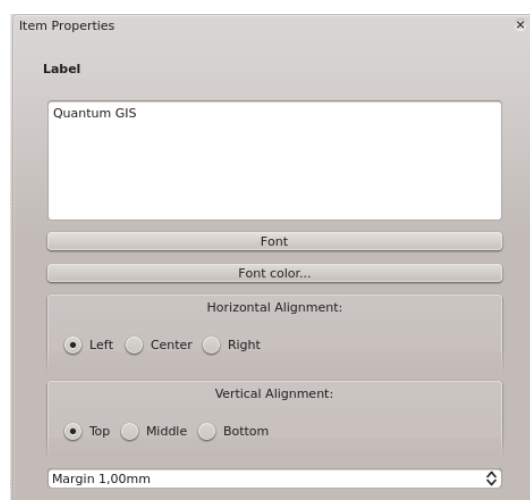 Item Properties
Label
Quantum GIS
Font
Font color...
Horizontal Alignment:
Left Center Right
Vertical Alignment:
Top Middle Bottom
Margin 1,00mm